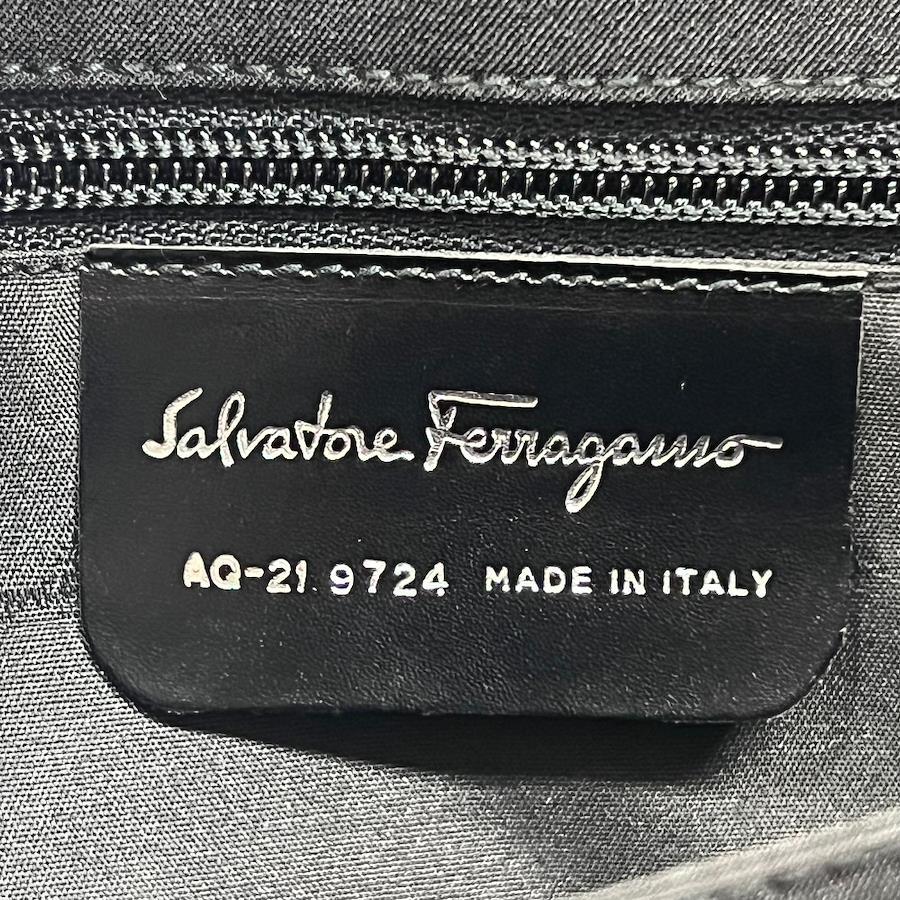 Salvatore Ferragamo
AQ-21 9724 MADE IN ITALY